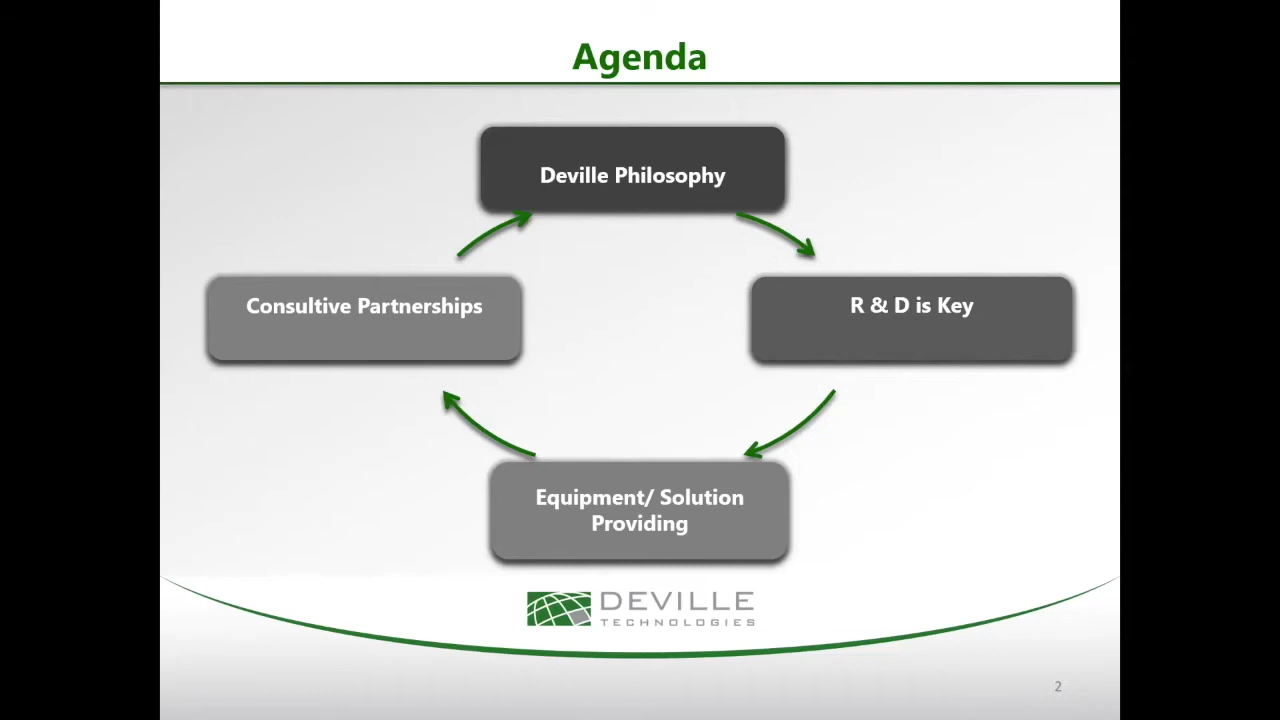 Agenda
Deville Philosophy
Consultive Partnerships
R & D is Key
Equipment/ Solution
Providing
DEVILLE
TECHNOLOGIES
2